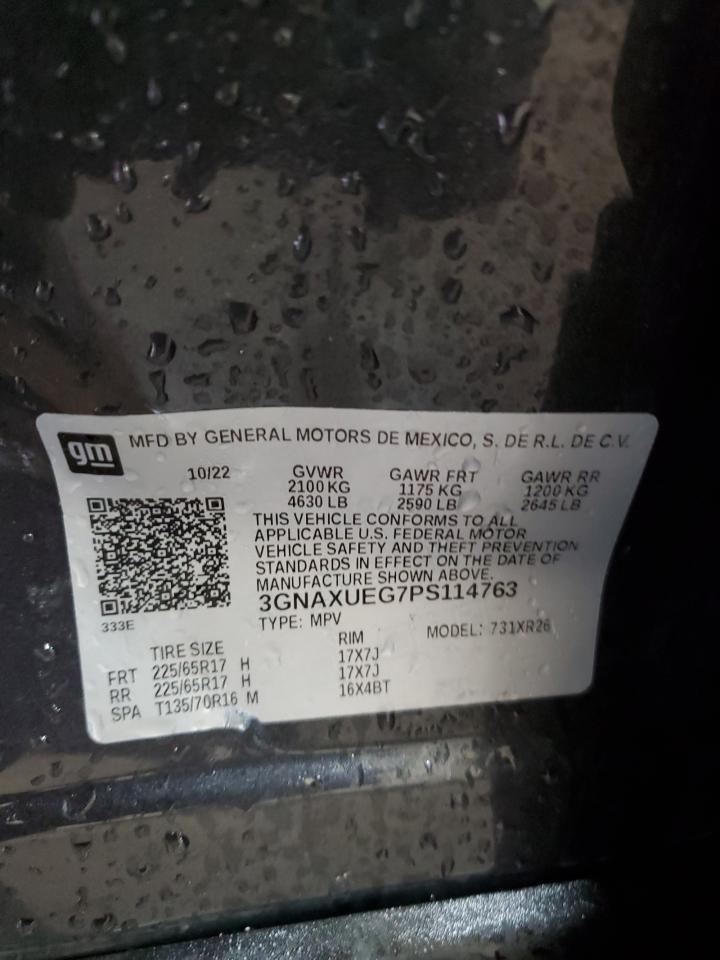 gm MFD BY GENERAL MOTORS DE MEXICO, S. DE R.L. DE C.V.
10/22 GVWR GAWR FRT GAWR RR
2100 KG 1175 KG 1200 KG
4630 LB 2590 LB 2645 LB
THIS VEHICLE CONFORMS TO ALL
APPLICABLE U.S. FEDERAL MOTOR
VEHICLE SAFETY AND THEFT PREVENTION
STANDARDS IN EFFECT ON THE DATE OF
MANUFACTURE SHOWN ABOVE.
3GNAXUEG7PS114763
333E TYPE: MPV MODEL: 731XR26
TIRE SIZE RIM
FRT 225/65R17 H 17X7J
RR 225/65R17 H 17X7J
SPA T135/70R16 M 16X4BT